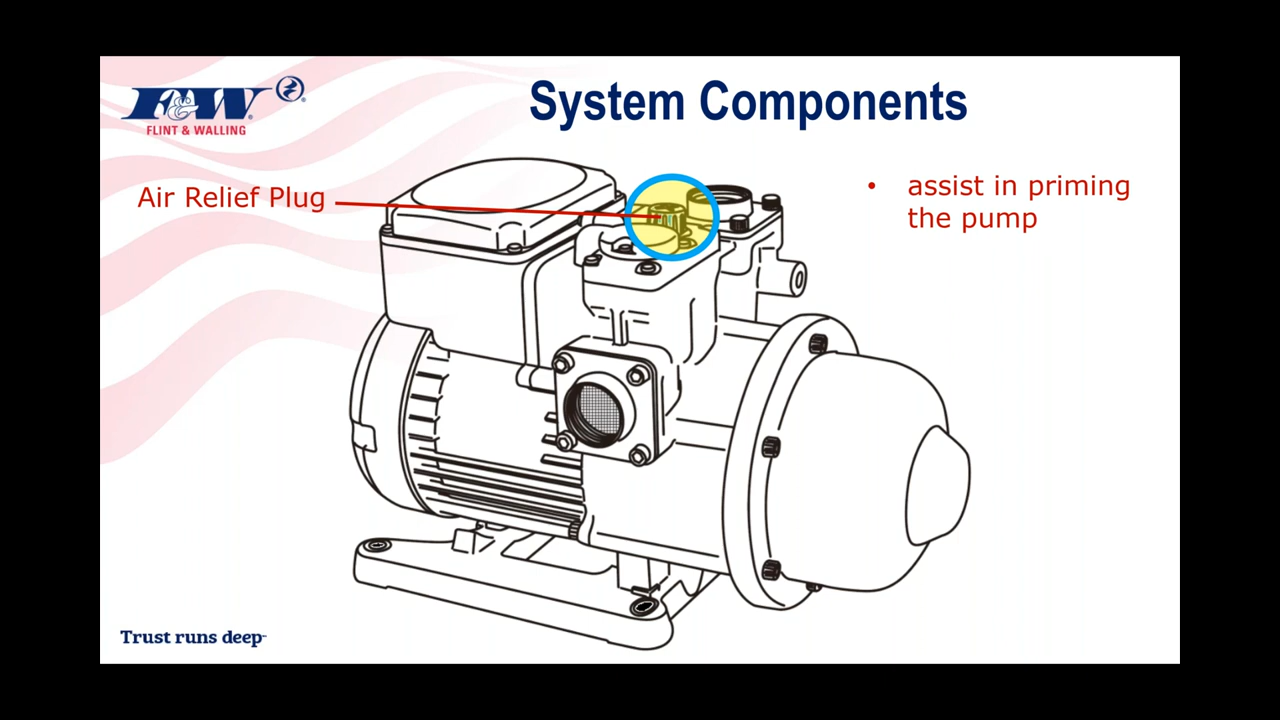 F&W
FLINT & WALLING
System Components
Air Relief Plug
• assist in priming
the pump
Trust runs deep